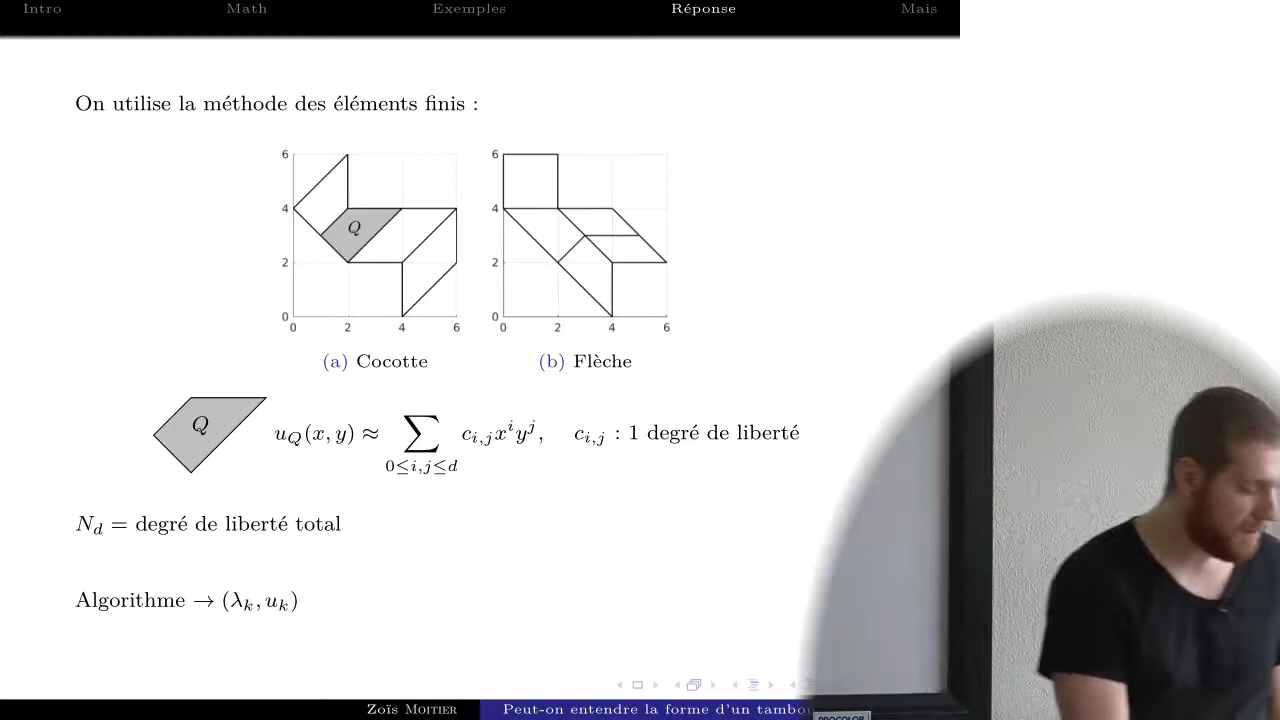 Intro Math Exemples Réponse Mais
On utilise la méthode des éléments finis :
6 6
Q
4 4
2 2
0 0
0 2 4 6 0 2 4 6
(a) Cocotte (b) Flèche
Q u_Q(x, y) ≈ ∑_{0≤i,j≤d} c_{i,j} x^i y^j, c_{i,j} : 1 degré de liberté
N_d = degré de liberté total
Algorithme → (λ_k, u_k)
Zoïs Moitier Peut-on entendre la forme d'un tambou
PROCOLOR